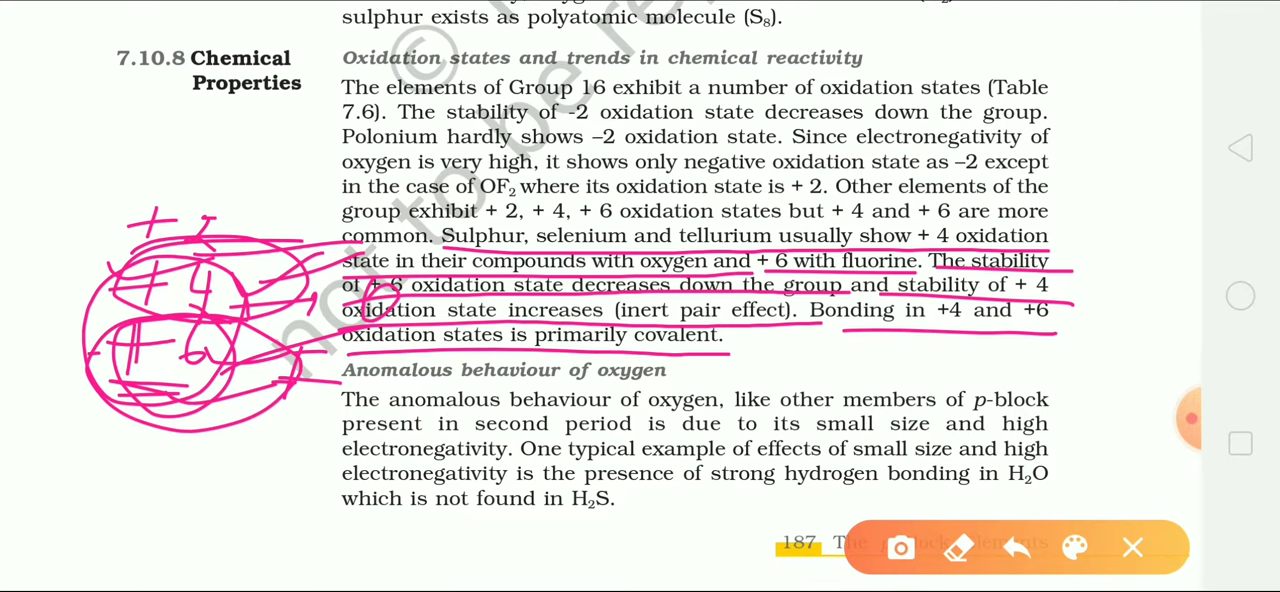 sulphur exists as polyatomic molecule (S₈).
7.10.8 Chemical
Properties
Oxidation states and trends in chemical reactivity
The elements of Group 16 exhibit a number of oxidation states (Table
7.6). The stability of -2 oxidation state decreases down the group.
Polonium hardly shows –2 oxidation state. Since electronegativity of
oxygen is very high, it shows only negative oxidation state as –2 except
in the case of OF₂ where its oxidation state is + 2. Other elements of the
group exhibit + 2, + 4, + 6 oxidation states but + 4 and + 6 are more
common. Sulphur, selenium and tellurium usually show + 4 oxidation
state in their compounds with oxygen and + 6 with fluorine. The stability
of + 6 oxidation state decreases down the group and stability of + 4
oxidation state increases (inert pair effect). Bonding in +4 and +6
oxidation states is primarily covalent.
+ 2
+ 4
+ 6
Anomalous behaviour of oxygen
The anomalous behaviour of oxygen, like other members of p-block
present in second period is due to its small size and high
electronegativity. One typical example of effects of small size and high
electronegativity is the presence of strong hydrogen bonding in H₂O
which is not found in H₂S.
187
© not to be re